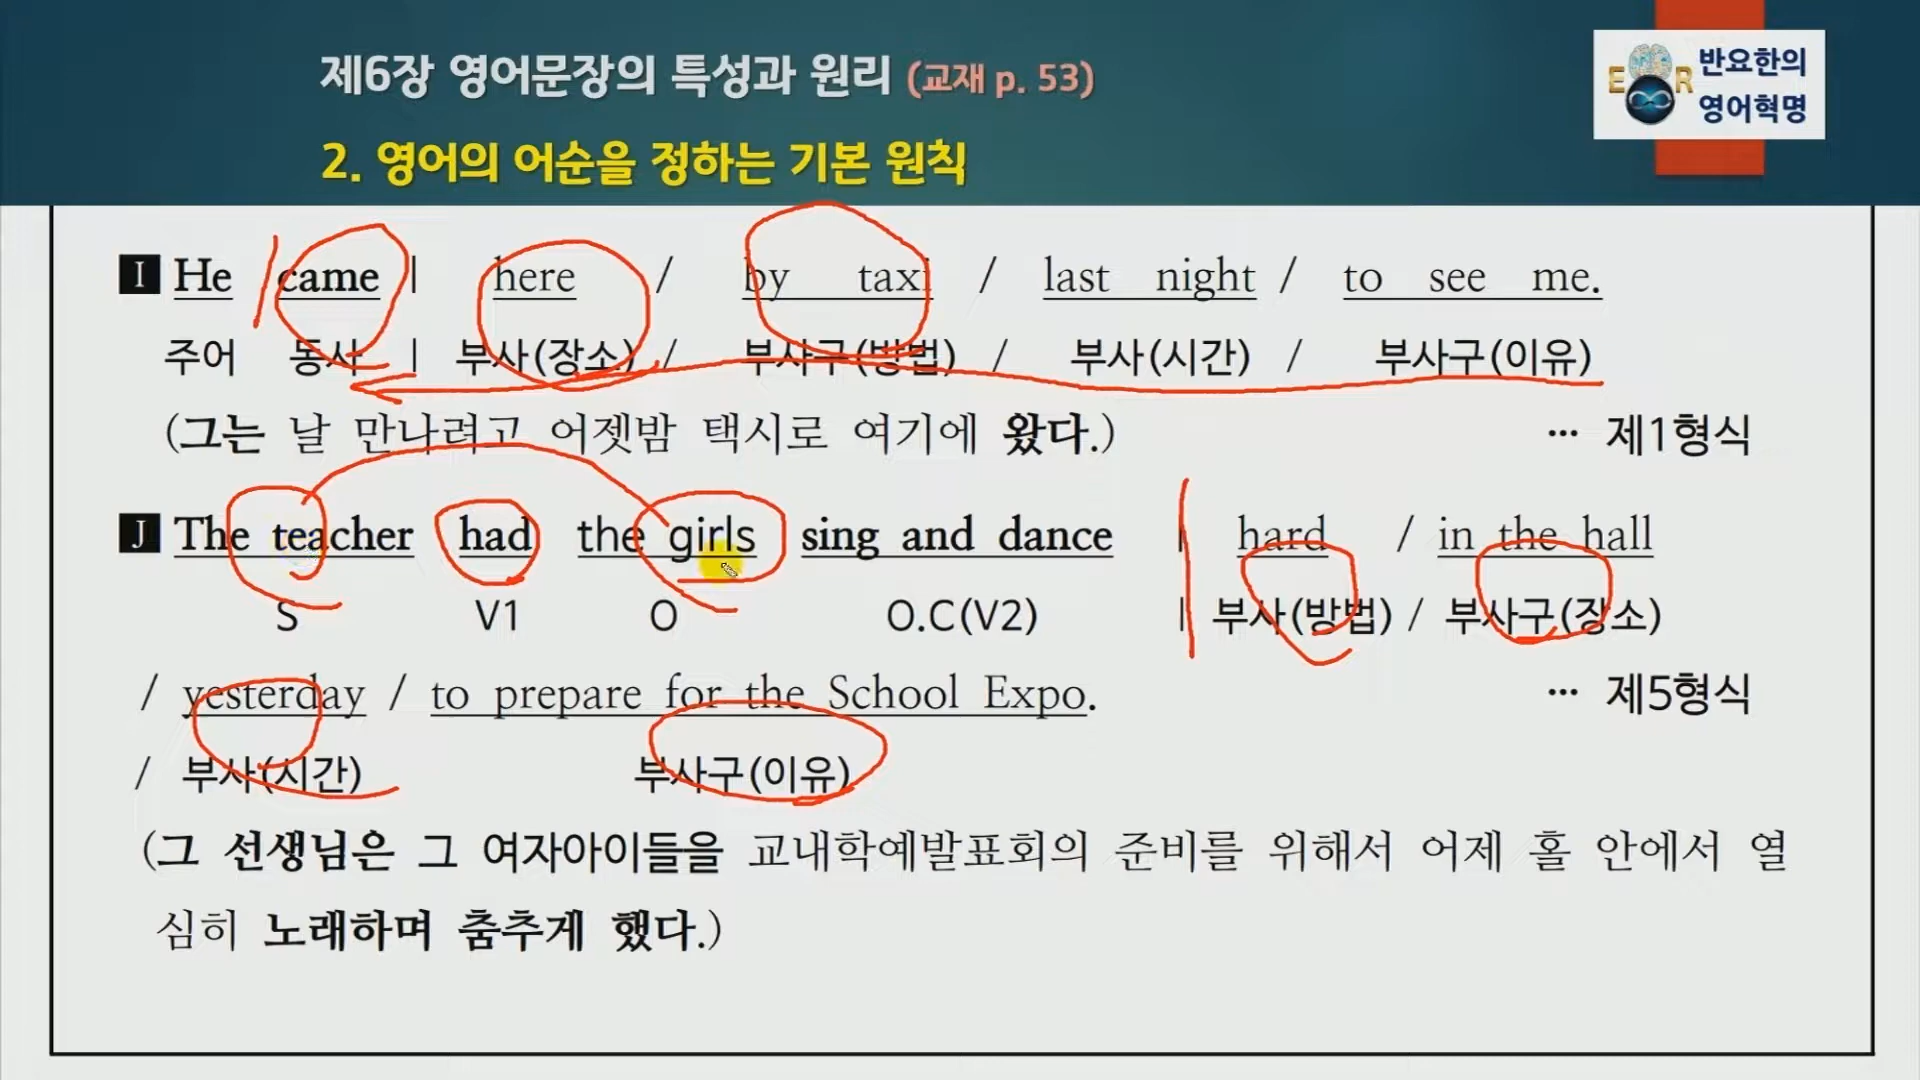 제6장 영어문장의 특성과 원리 (교재 p. 53)
2. 영어의 어순을 정하는 기본 원칙
E R 반요한의
영어혁명
I He came | here / by taxi / last night / to see me.
주어 동사 | 부사(장소) / 부사구(방법) / 부사(시간) / 부사구(이유)
(그는 날 만나려고 어젯밤 택시로 여기에 왔다.) … 제1형식
J The teacher had the girls sing and dance | hard / in the hall
S V1 O O.C(V2) | 부사(방법) / 부사구(장소)
/ yesterday / to prepare for the School Expo. … 제5형식
/ 부사(시간) 부사구(이유)
(그 선생님은 그 여자아이들을 교내학예발표회의 준비를 위해서 어제 홀 안에서 열
심히 노래하며 춤추게 했다.)